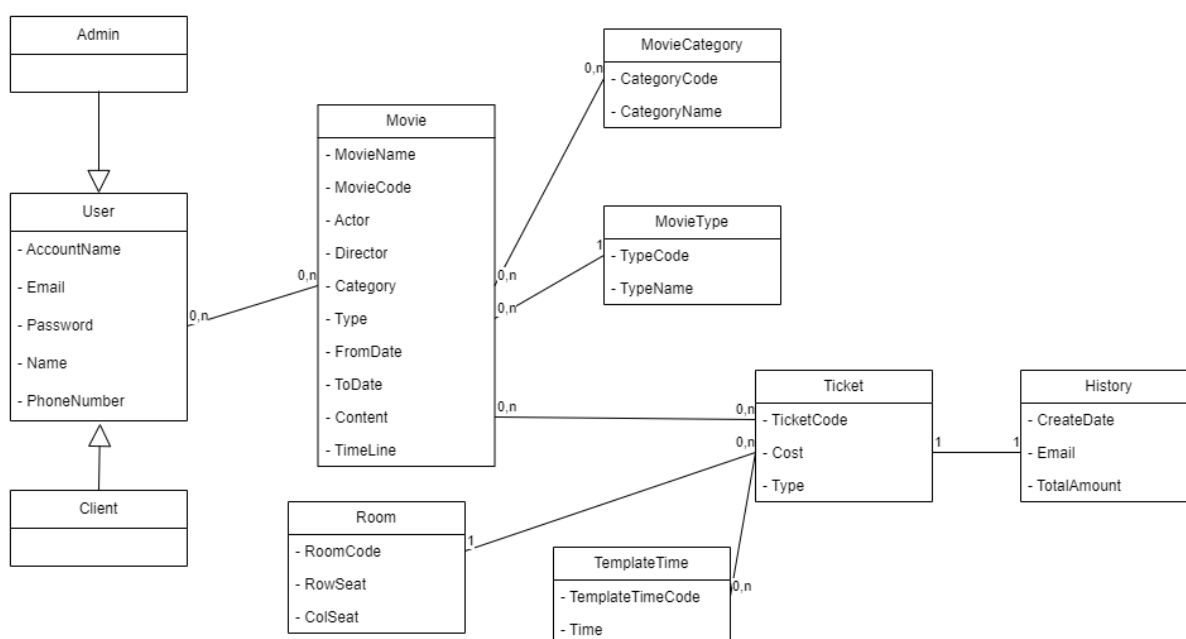 Admin
User
- AccountName
- Email
- Password
- Name
- PhoneNumber
Client
0,n
0,n
Movie
- MovieName
- MovieCode
- Actor
- Director
- Category
- Type
- FromDate
- ToDate
- Content
- TimeLine
0,n
0,n
0,n
MovieCategory
- CategoryCode
- CategoryName
0,n
MovieType
- TypeCode
- TypeName
1
Room
- RoomCode
- RowSeat
- ColSeat
1
TemplateTime
- TemplateTimeCode
- Time
0,n
Ticket
- TicketCode
- Cost
- Type
0,n
0,n
1
1
History
- CreateDate
- Email
- TotalAmount